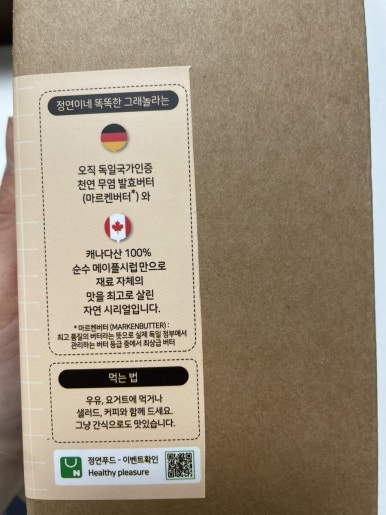 정연이네 똑똑한 그래놀라는
오직 독일국가인증
천연 무염 발효버터
(마르켄버터*) 와
캐나다산 100%
순수 메이플시럽 만으로
재료 자체의
맛을 최고로 살린
자연 시리얼입니다.
* 마르켄버터 (MARKENBUTTER) :
최고 품질의 버터라는 뜻으로 실제 독일 정부에서
관리하는 버터 등급 중에서 최상급 버터
먹는 법
우유, 요거트에 먹거나
샐러드, 커피와 함께 드세요.
그냥 간식으로도 맛있습니다.
정연푸드 - 이벤트확인
Healthy pleasure
N